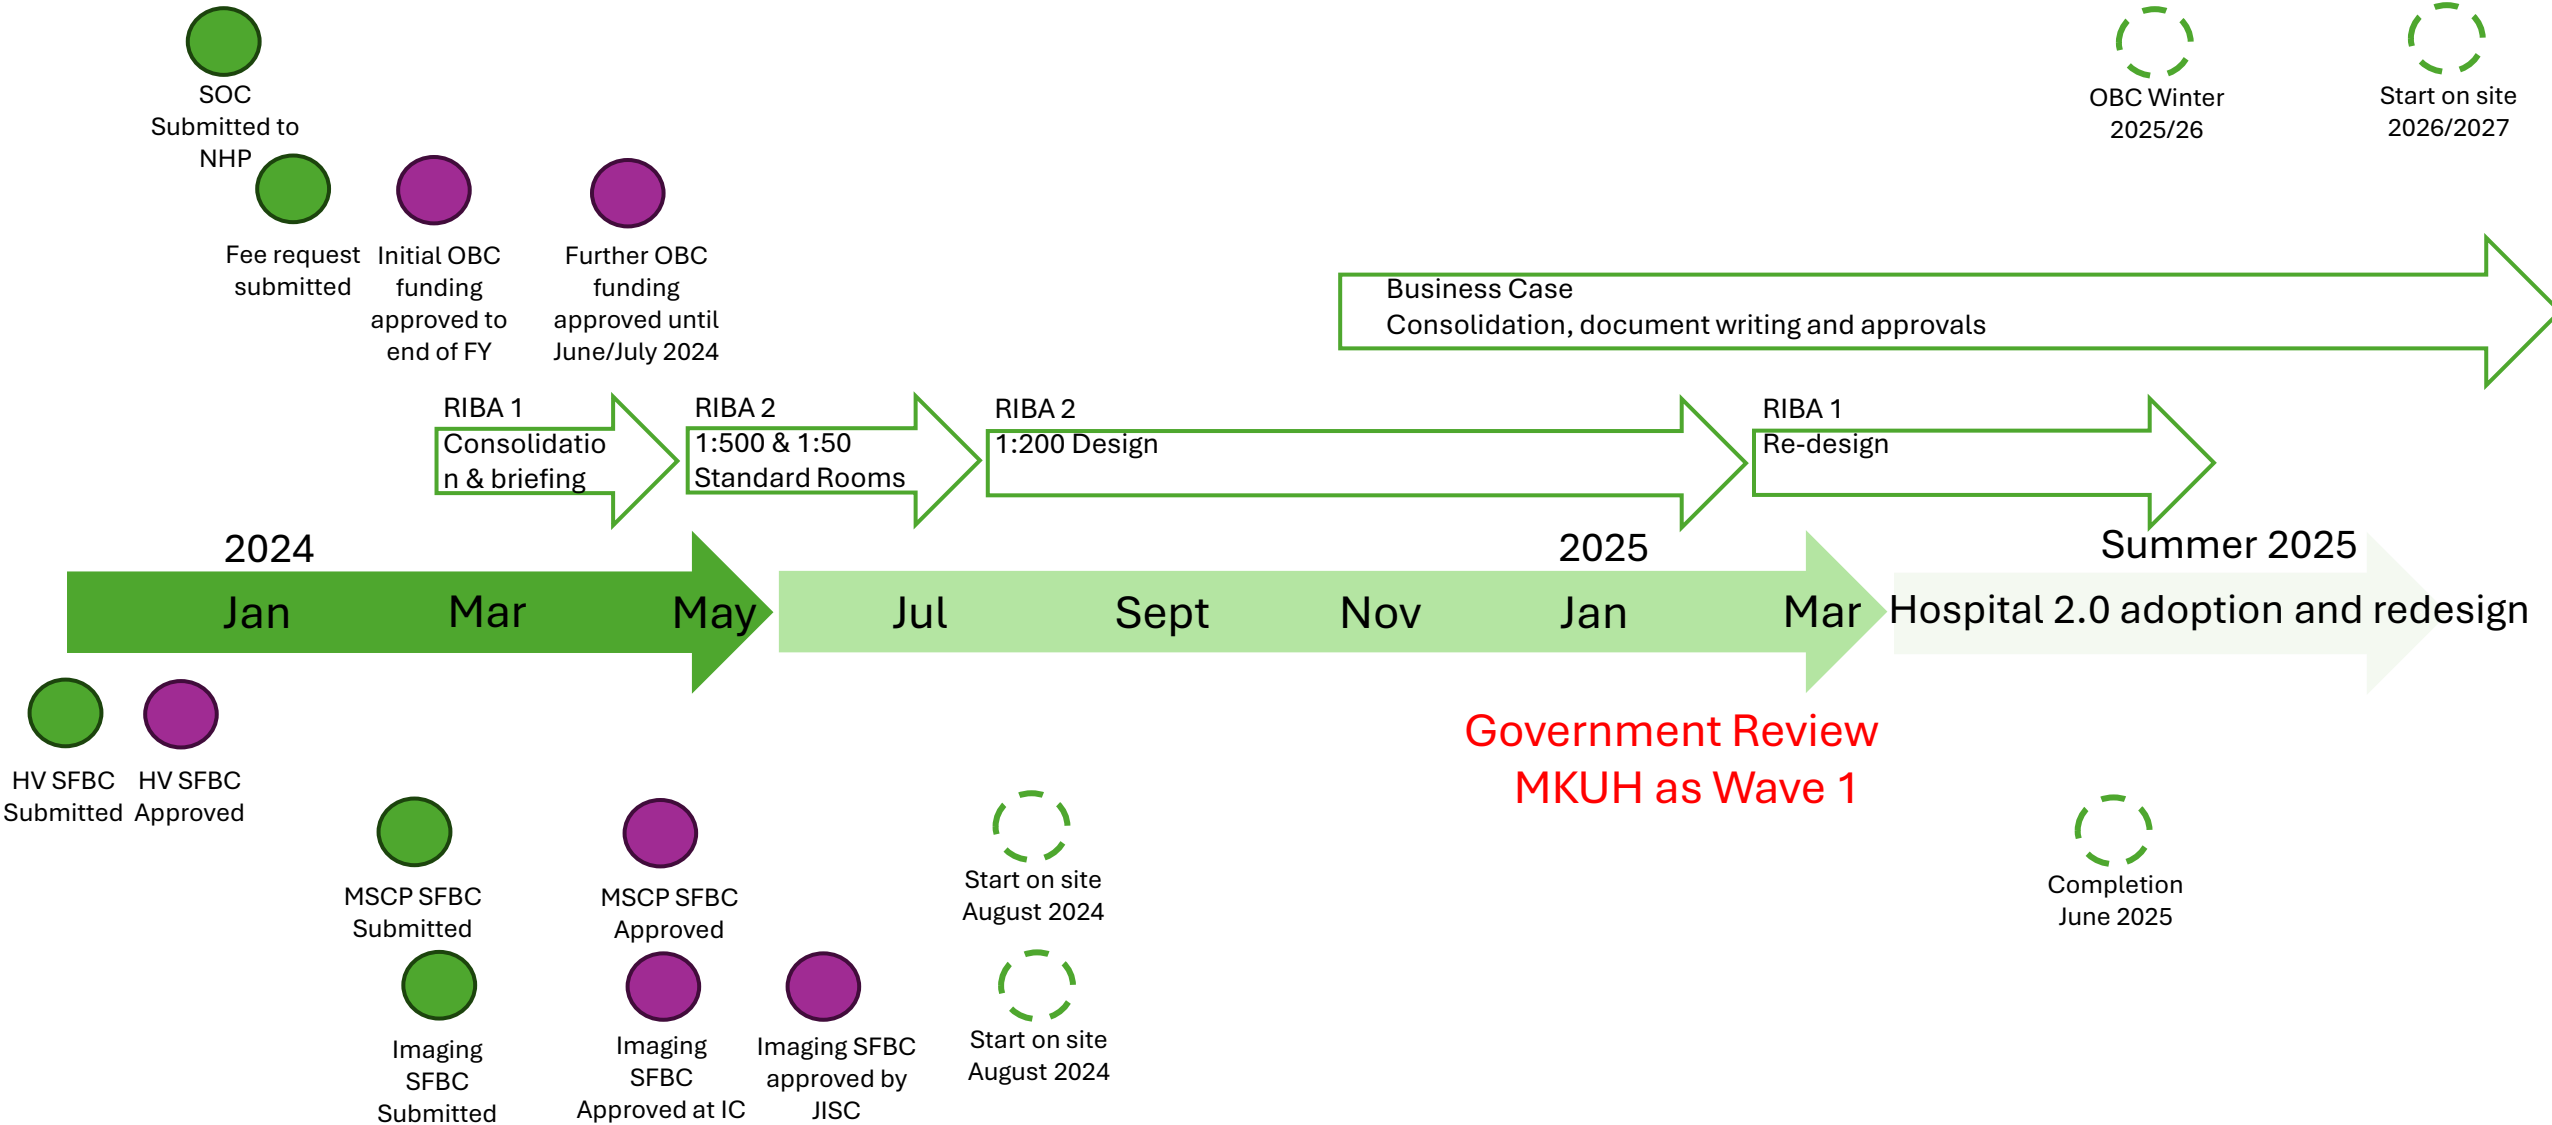 SOC
Submitted to
NHP
OBC Winter
2025/26
Start on site
2026/2027
Fee request
submitted
Initial OBC
funding
approved to
end of FY
Further OBC
funding
approved until
June/July 2024
Business Case
Consolidation, document writing and approvals
RIBA 1
Consolidatio
n & briefing
RIBA 2
1:500 & 1:50
Standard Rooms
RIBA 2
1:200 Design
RIBA 1
Re-design
2024
2025
Summer 2025
Jan
Mar
May
Jul
Sept
Nov
Jan
Mar
Hospital 2.0 adoption and redesign
Government Review
MKUH as Wave 1
HV SFBC
Submitted
HV SFBC
Approved
MSCP SFBC
Submitted
MSCP SFBC
Approved
Start on site
August 2024
Completion
June 2025
Imaging
SFBC
Submitted
Imaging
SFBC
Approved at IC
Imaging SFBC
approved by
JISC
Start on site
August 2024